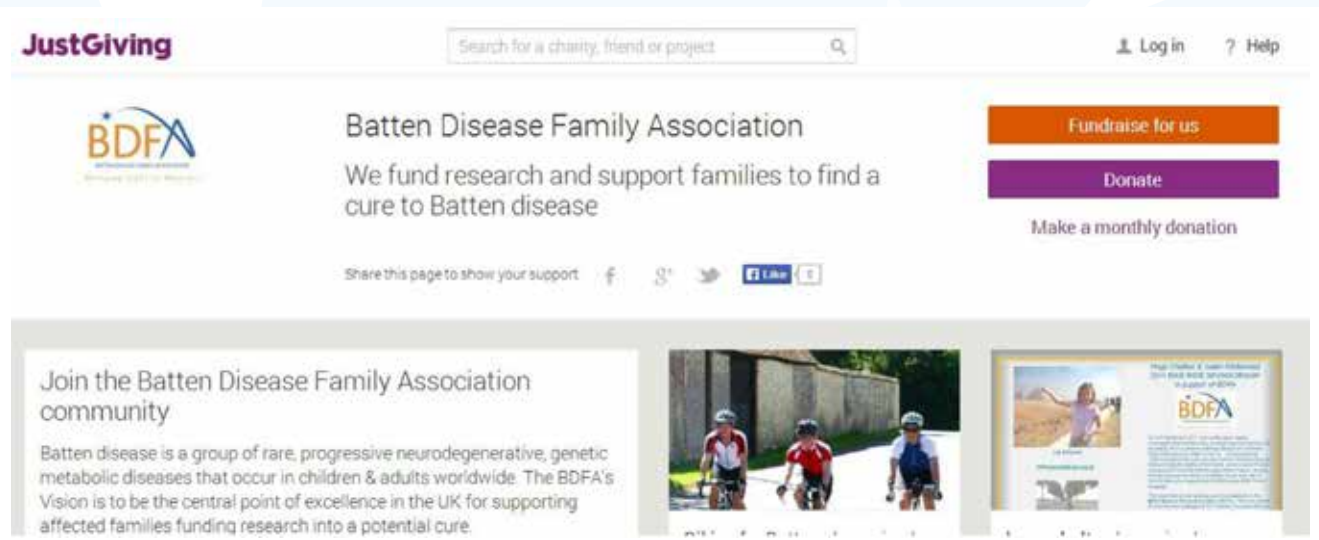 JustGiving
Search for a charity, friend or project
Log in
? Help
BDFA
Batten Disease Family Association
We fund research and support families to find a
cure to Batten disease
Fundraise for us
Donate
Make a monthly donation
Share this page to show your support
Like
Join the Batten Disease Family Association
community
Batten disease is a group of rare, progressive neurodegenerative, genetic
metabolic diseases that occur in children & adults worldwide. The BDFA's
Vision is to be the central point of excellence in the UK for supporting
affected families funding research into a potential cure.
BDFA